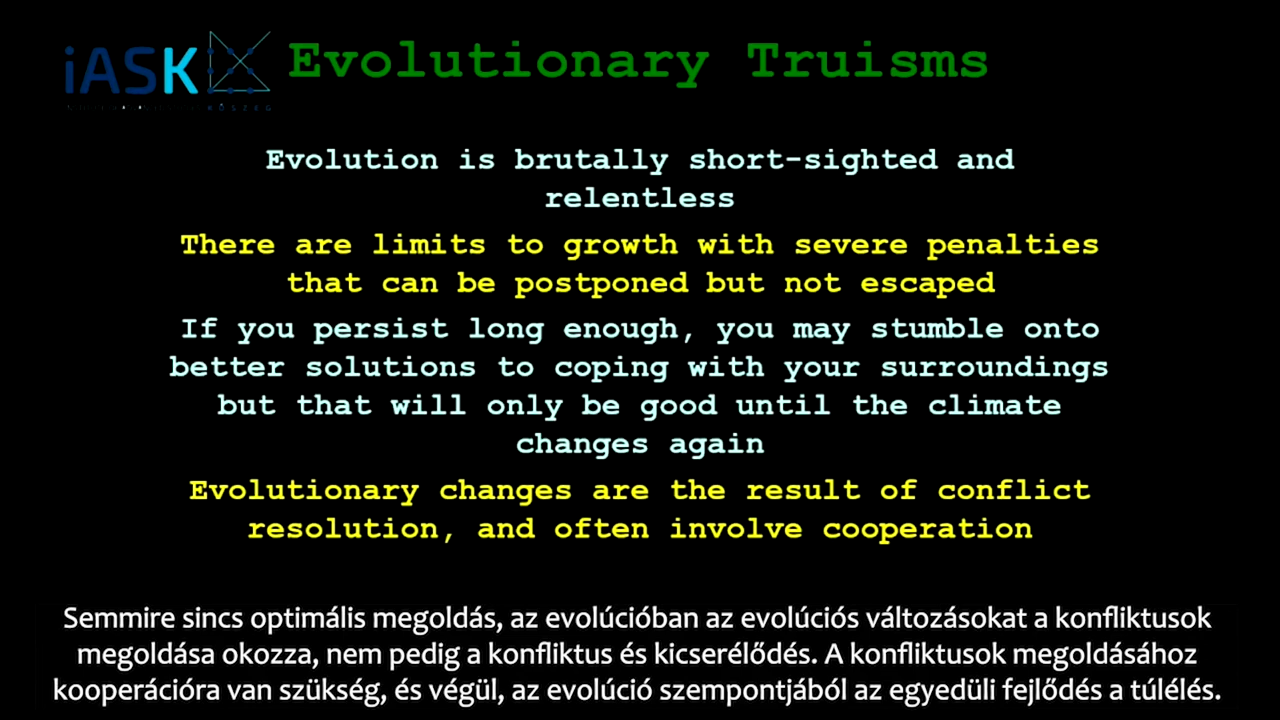 iASK
Evolutionary Truisms
KŐSZEG
Evolution is brutally short-sighted and
relentless
There are limits to growth with severe penalties
that can be postponed but not escaped
If you persist long enough, you may stumble onto
better solutions to coping with your surroundings
but that will only be good until the climate
changes again
Evolutionary changes are the result of conflict
resolution, and often involve cooperation
Semmire sincs optimális megoldás, az evolúcióban az evolúciós változásokat a konfliktusok
megoldása okozza, nem pedig a konfliktus és kicserélődés. A konfliktusok megoldásához
kooperációra van szükség, és végül, az evolúció szempontjából az egyedüli fejlődés a túlélés.